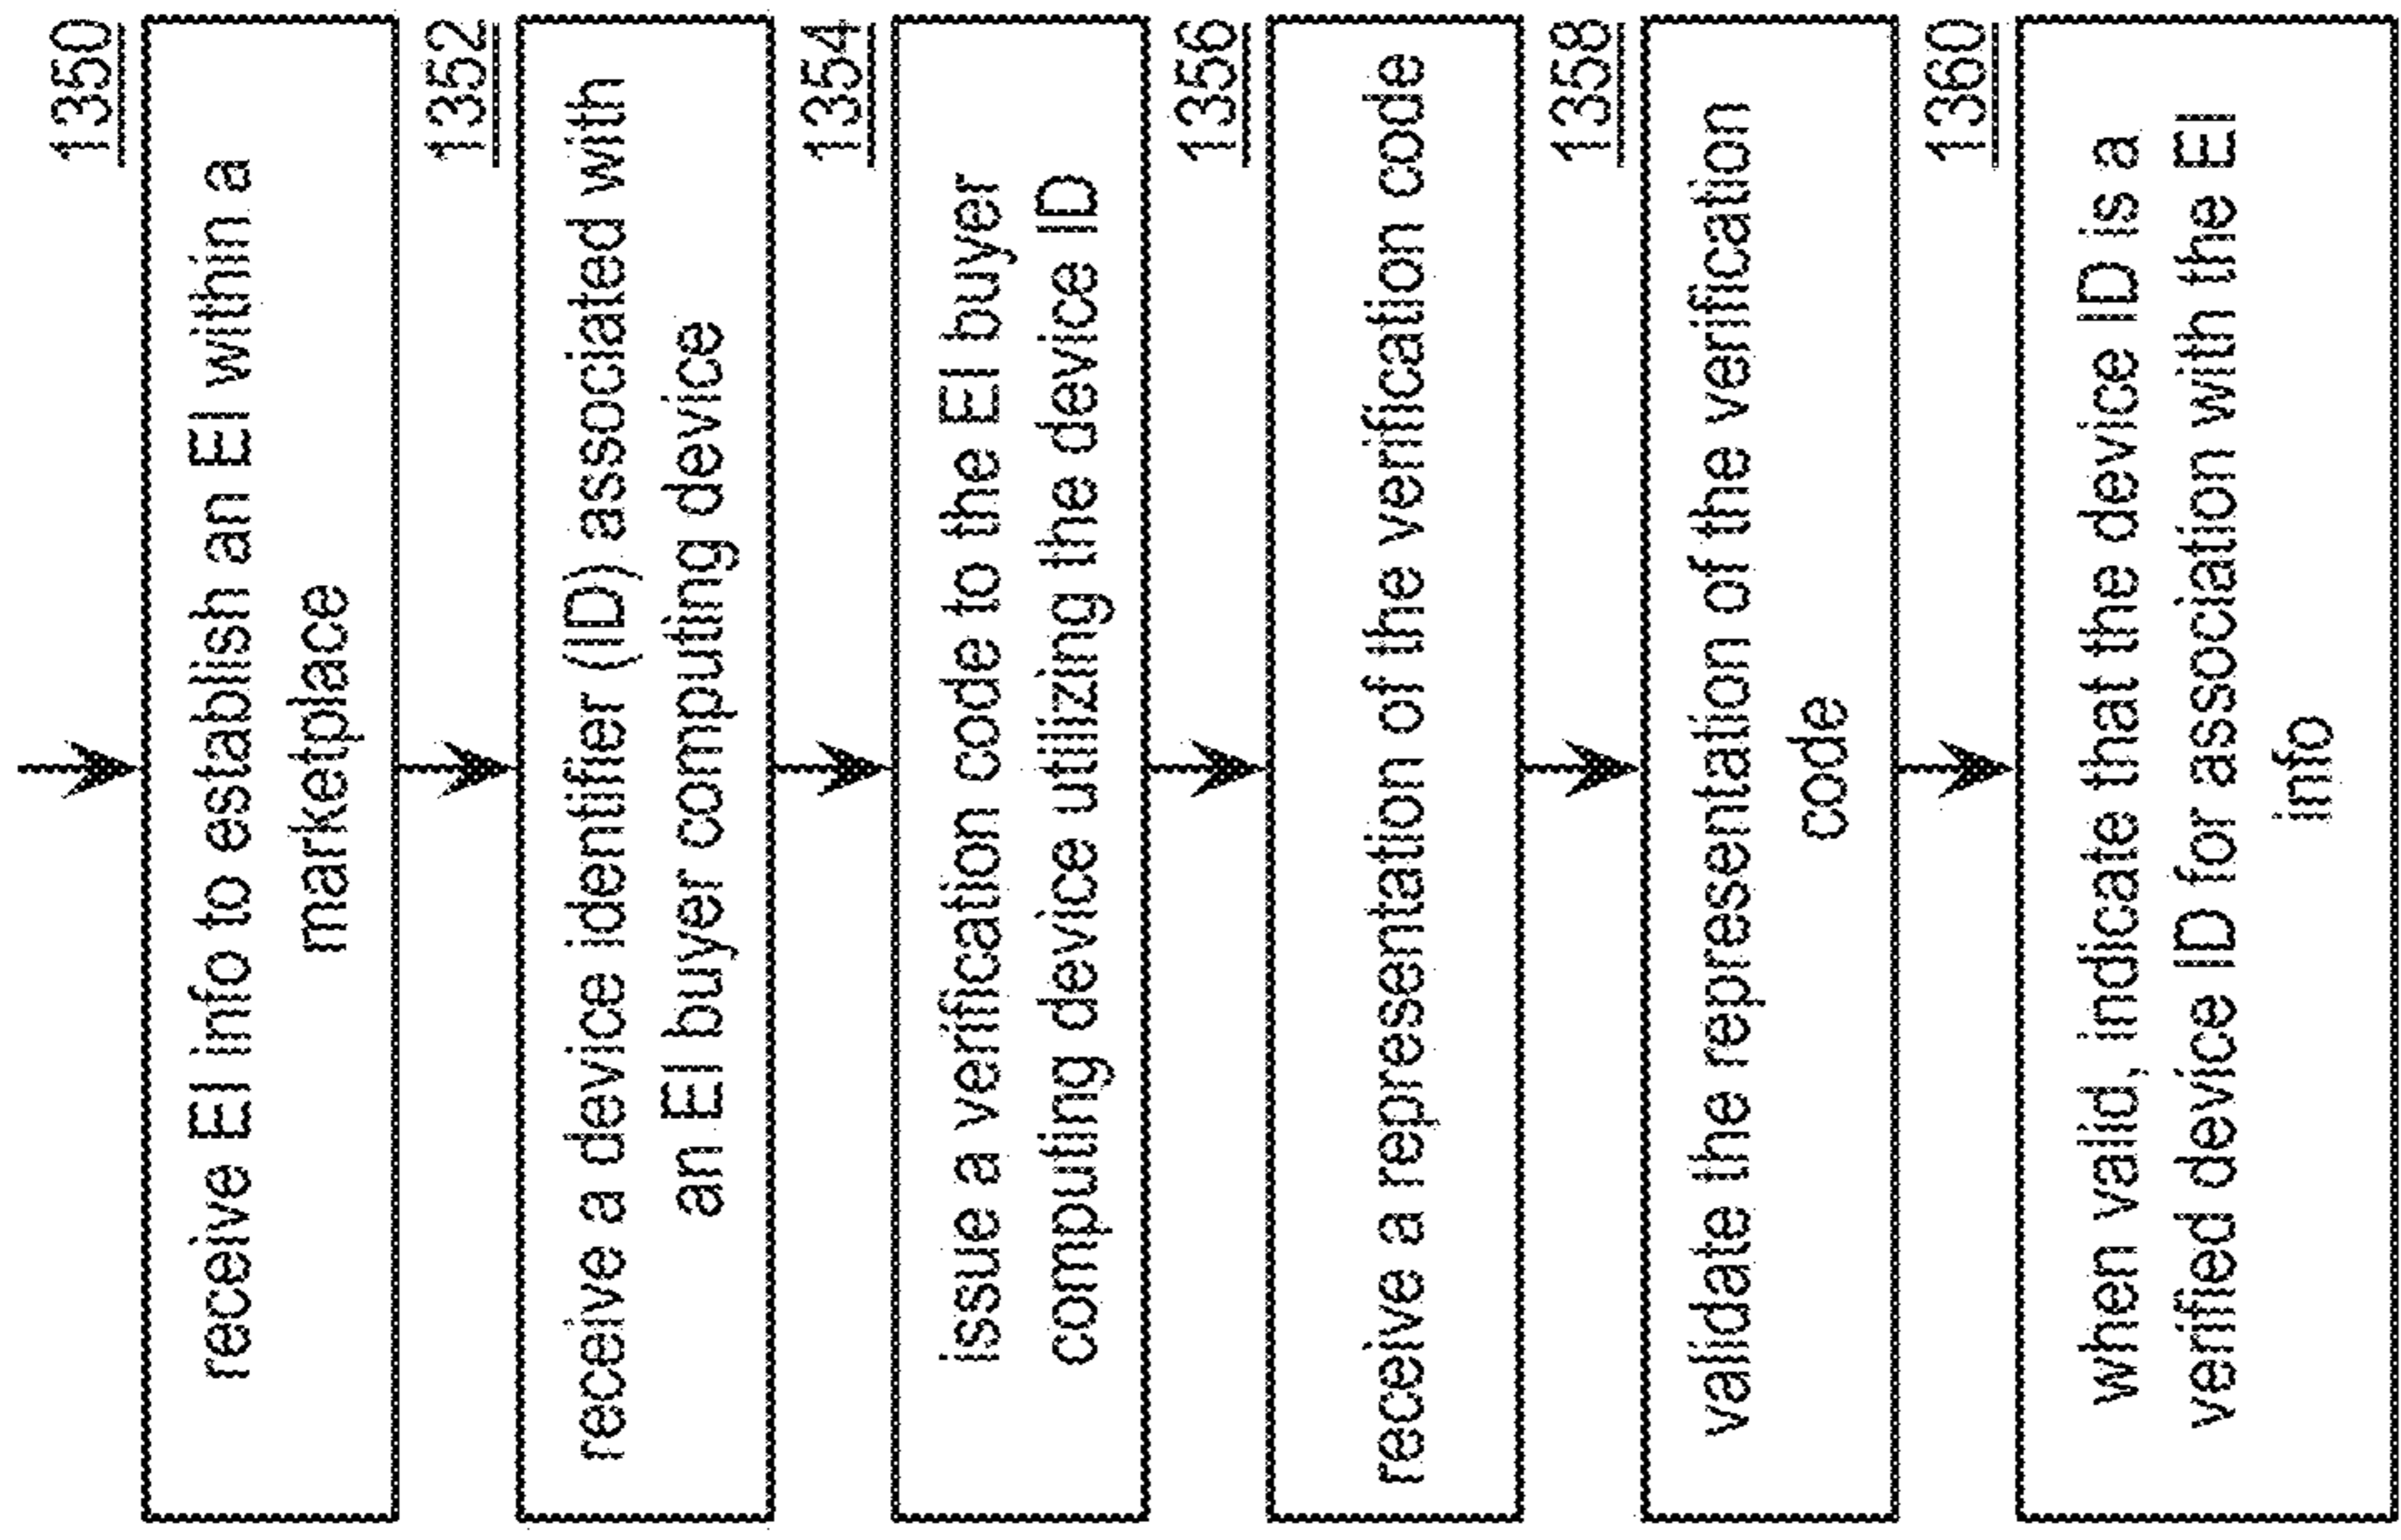 1350
receive EI info to establish an EI within a
marketplace
1352
receive a device identifier (ID) associated with
an EI buyer computing device
1354
issue a verification code to the EI buyer
computing device utilizing the device ID
1356
receive a representation of the verification code
1358
validate the representation of the verification
code
1360
when valid, indicate that the device ID is a
verified device ID for association with the EI
info